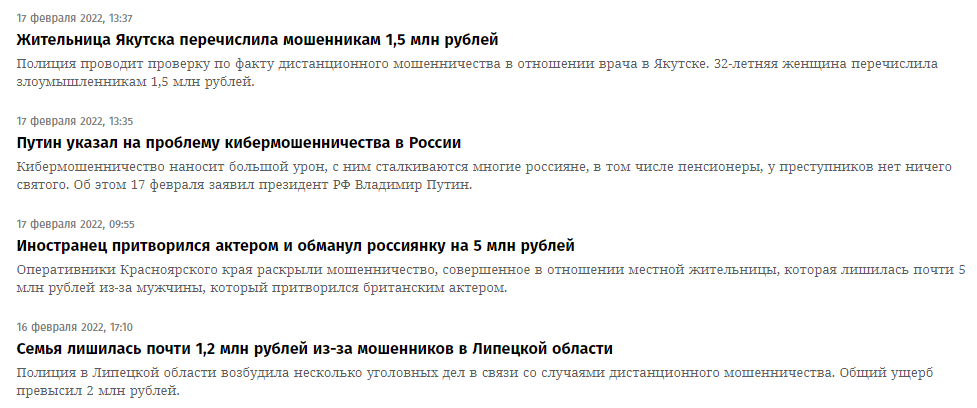 17 февраля 2022, 13:37
Жительница Якутска перечислила мошенникам 1,5 млн рублей
Полиция проводит проверку по факту дистанционного мошенничества в отношении врача в Якутске. 32-летняя женщина перечислила
злоумышленникам 1,5 млн рублей.
17 февраля 2022, 13:35
Путин указал на проблему кибермошенничества в России
Кибермошенничество наносит большой урон, с ним сталкиваются многие россияне, в том числе пенсионеры, у преступников нет ничего
святого. Об этом 17 февраля заявил президент РФ Владимир Путин.
17 февраля 2022, 09:55
Иностранец притворился актером и обманул россиянку на 5 млн рублей
Оперативники Красноярского края раскрыли мошенничество, совершенное в отношении местной жительницы, которая лишилась почти 5
млн рублей из-за мужчины, который притворился британским актером.
16 февраля 2022, 17:10
Семья лишилась почти 1,2 млн рублей из-за мошенников в Липецкой области
Полиция в Липецкой области возбудила несколько уголовных дел в связи со случаями дистанционного мошенничества. Общий ущерб
превысил 2 млн рублей.